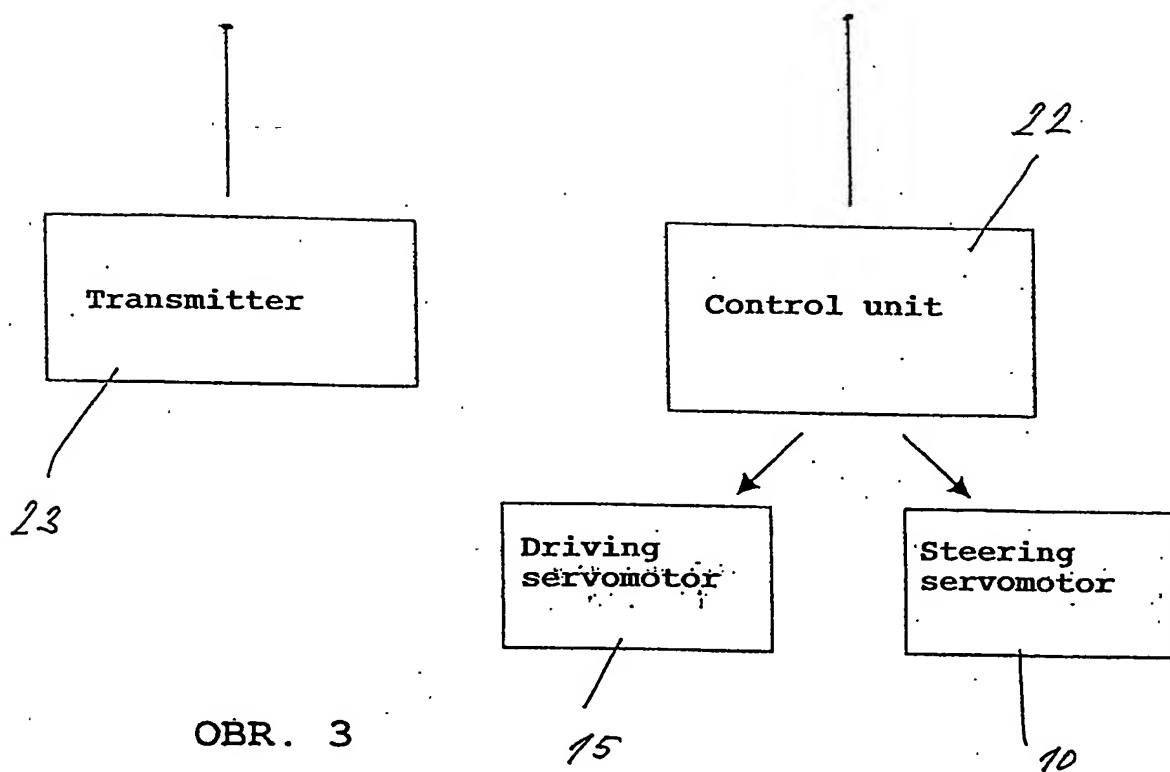 22
Transmitter
Control unit
23
Driving
servomotor
Steering
servomotor
OBR. 3
15
10